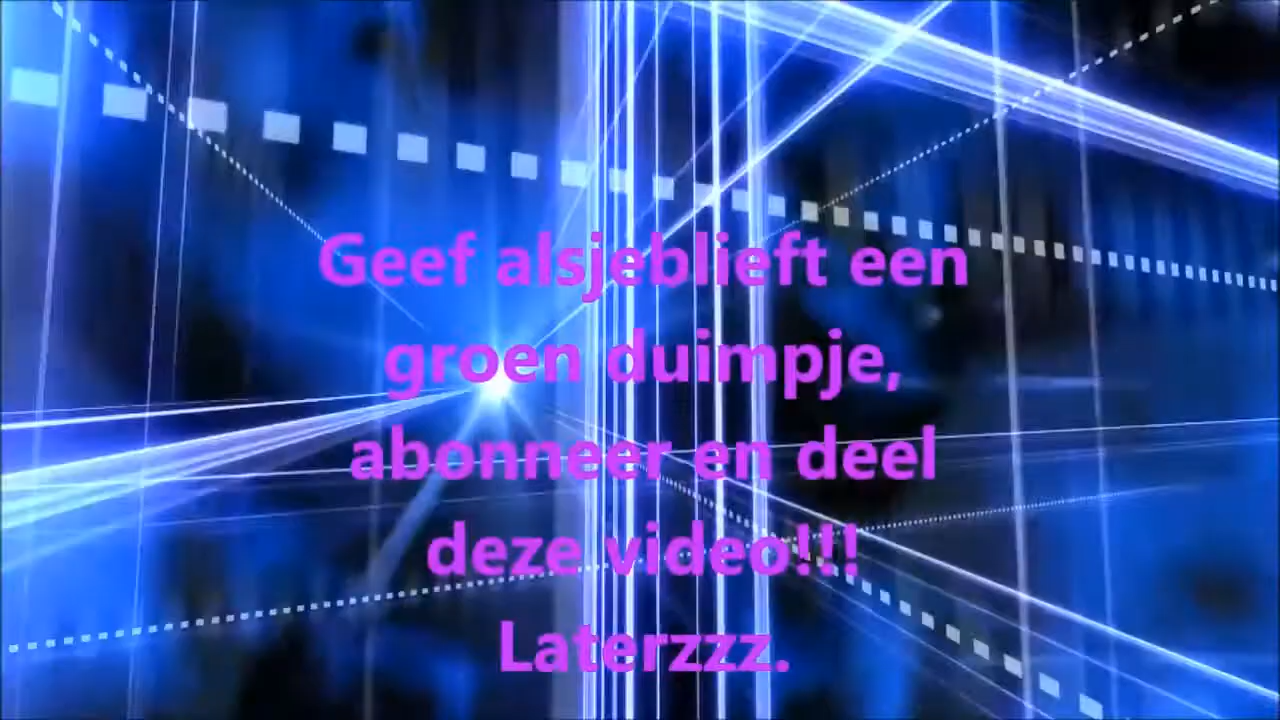 Geef alsjeblieft een
groen duimpje,
abonneer en deel
deze video!!!
Laterzzz.